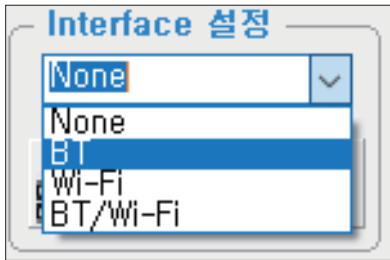 Interface 설정
None
None
BT
Wi-Fi
BT/Wi-Fi